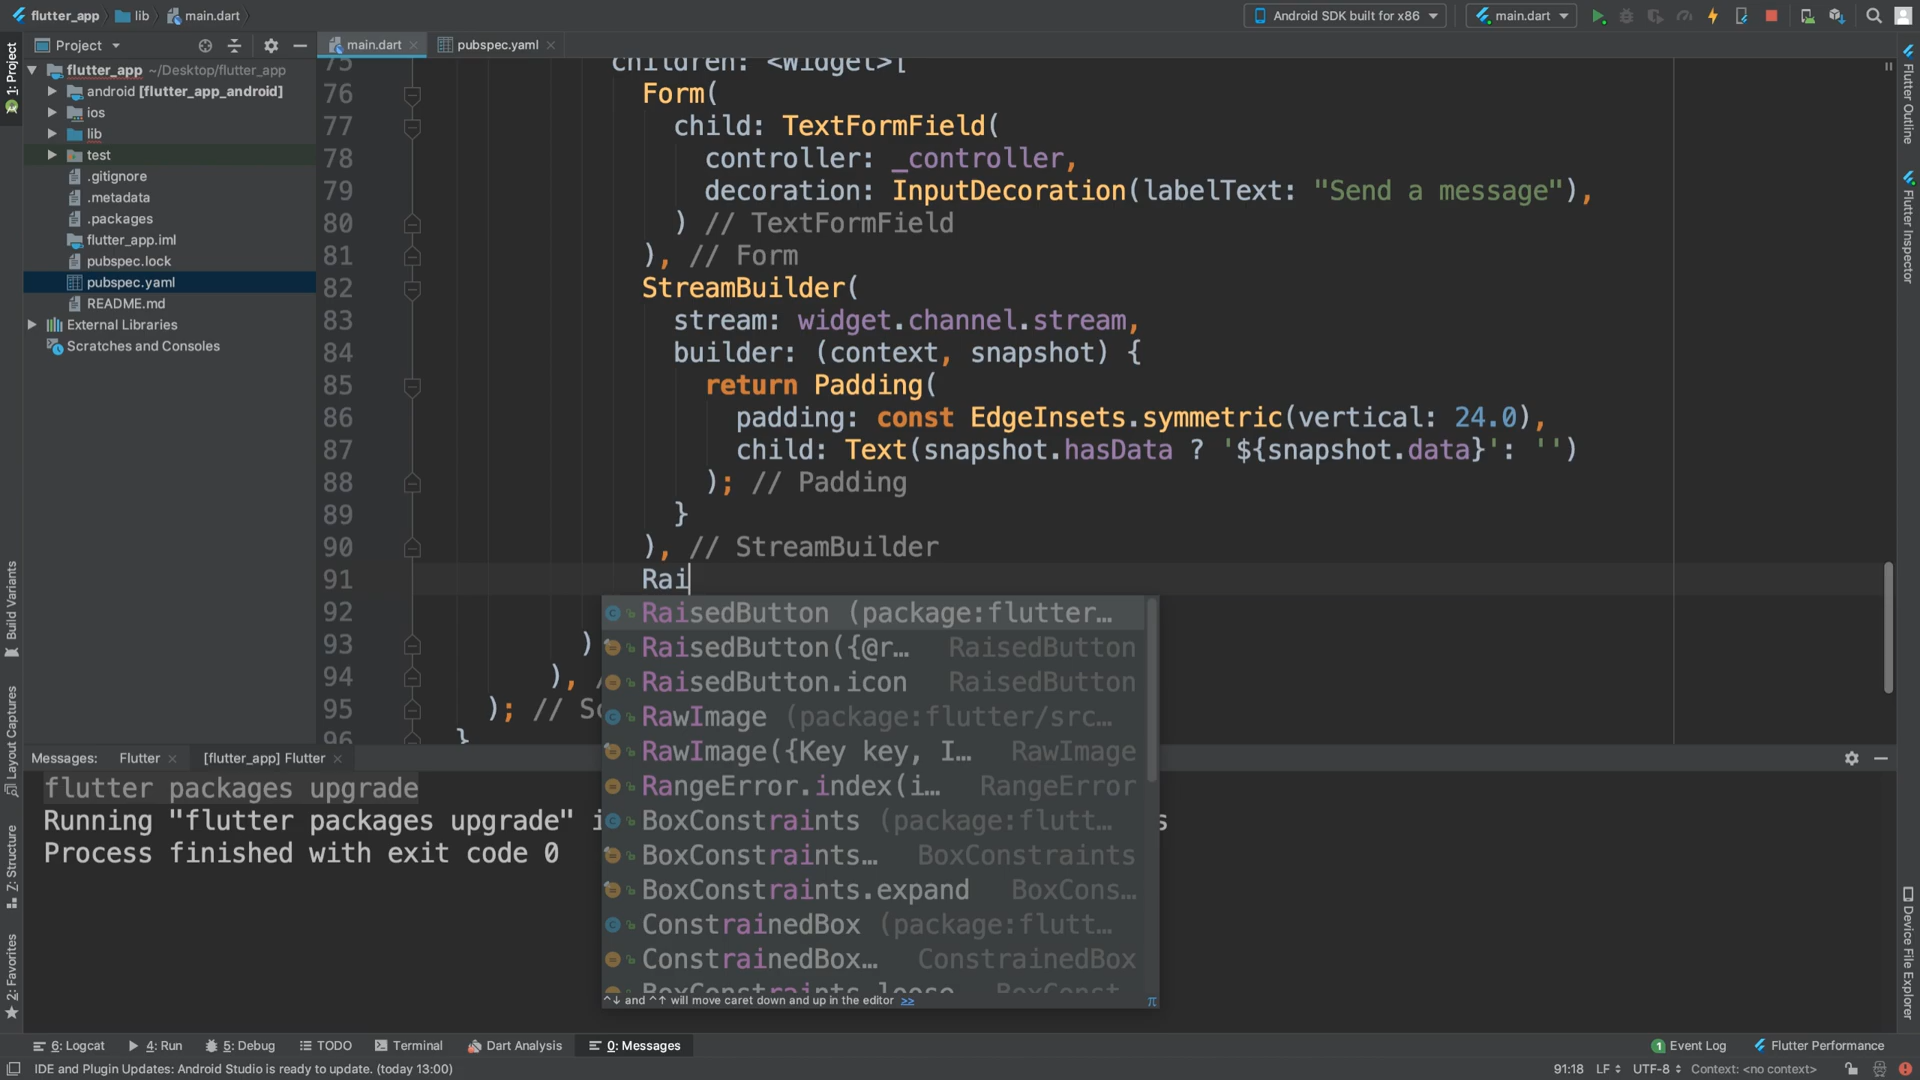 flutter_app lib main.dart Android SDK built for x86 main.dart
1: Project
Project main.dart pubspec.yaml
flutter_app ~/Desktop/flutter_app
android [flutter_app_android]
ios
lib
test
.gitignore
.metadata
.packages
flutter_app.iml
pubspec.lock
pubspec.yaml
README.md
External Libraries
Scratches and Consoles
75 children: <Widget>[
76 Form(
77 child: TextFormField(
78 controller: _controller,
79 decoration: InputDecoration(labelText: "Send a message"),
80 ) // TextFormField
81 ), // Form
82 StreamBuilder(
83 stream: widget.channel.stream,
84 builder: (context, snapshot) {
85 return Padding(
86 padding: const EdgeInsets.symmetric(vertical: 24.0),
87 child: Text(snapshot.hasData ? '${snapshot.data}': '')
88 ); // Padding
89 }
90 ), // StreamBuilder
91 Rai
92
93 )
94 ), /
95 ); // Sc
96 }
RaisedButton (package:flutter…
RaisedButton({@r… RaisedButton
RaisedButton.icon RaisedButton
RawImage (package:flutter/src…
RawImage({Key key, I… RawImage
RangeError.index(i… RangeError
BoxConstraints (package:flutt…
BoxConstraints… BoxConstraints
BoxConstraints.expand BoxCons…
ConstrainedBox (package:flutt…
ConstrainedBox… ConstrainedBox
BoxConstraints.loose BoxConst…
^↓ and ^↑ will move caret down and up in the editor >> π
Build Variants
Layout Captures
Z: Structure
2: Favorites
Flutter Outline
Flutter Inspector
Device File Explorer
Messages: Flutter [flutter_app] Flutter
flutter packages upgrade
Running "flutter packages upgrade" i s
Process finished with exit code 0
6: Logcat 4: Run 5: Debug TODO Terminal Dart Analysis 0: Messages 1 Event Log Flutter Performance
IDE and Plugin Updates: Android Studio is ready to update. (today 13:00) 91:18 LF UTF-8 Context: <no context>